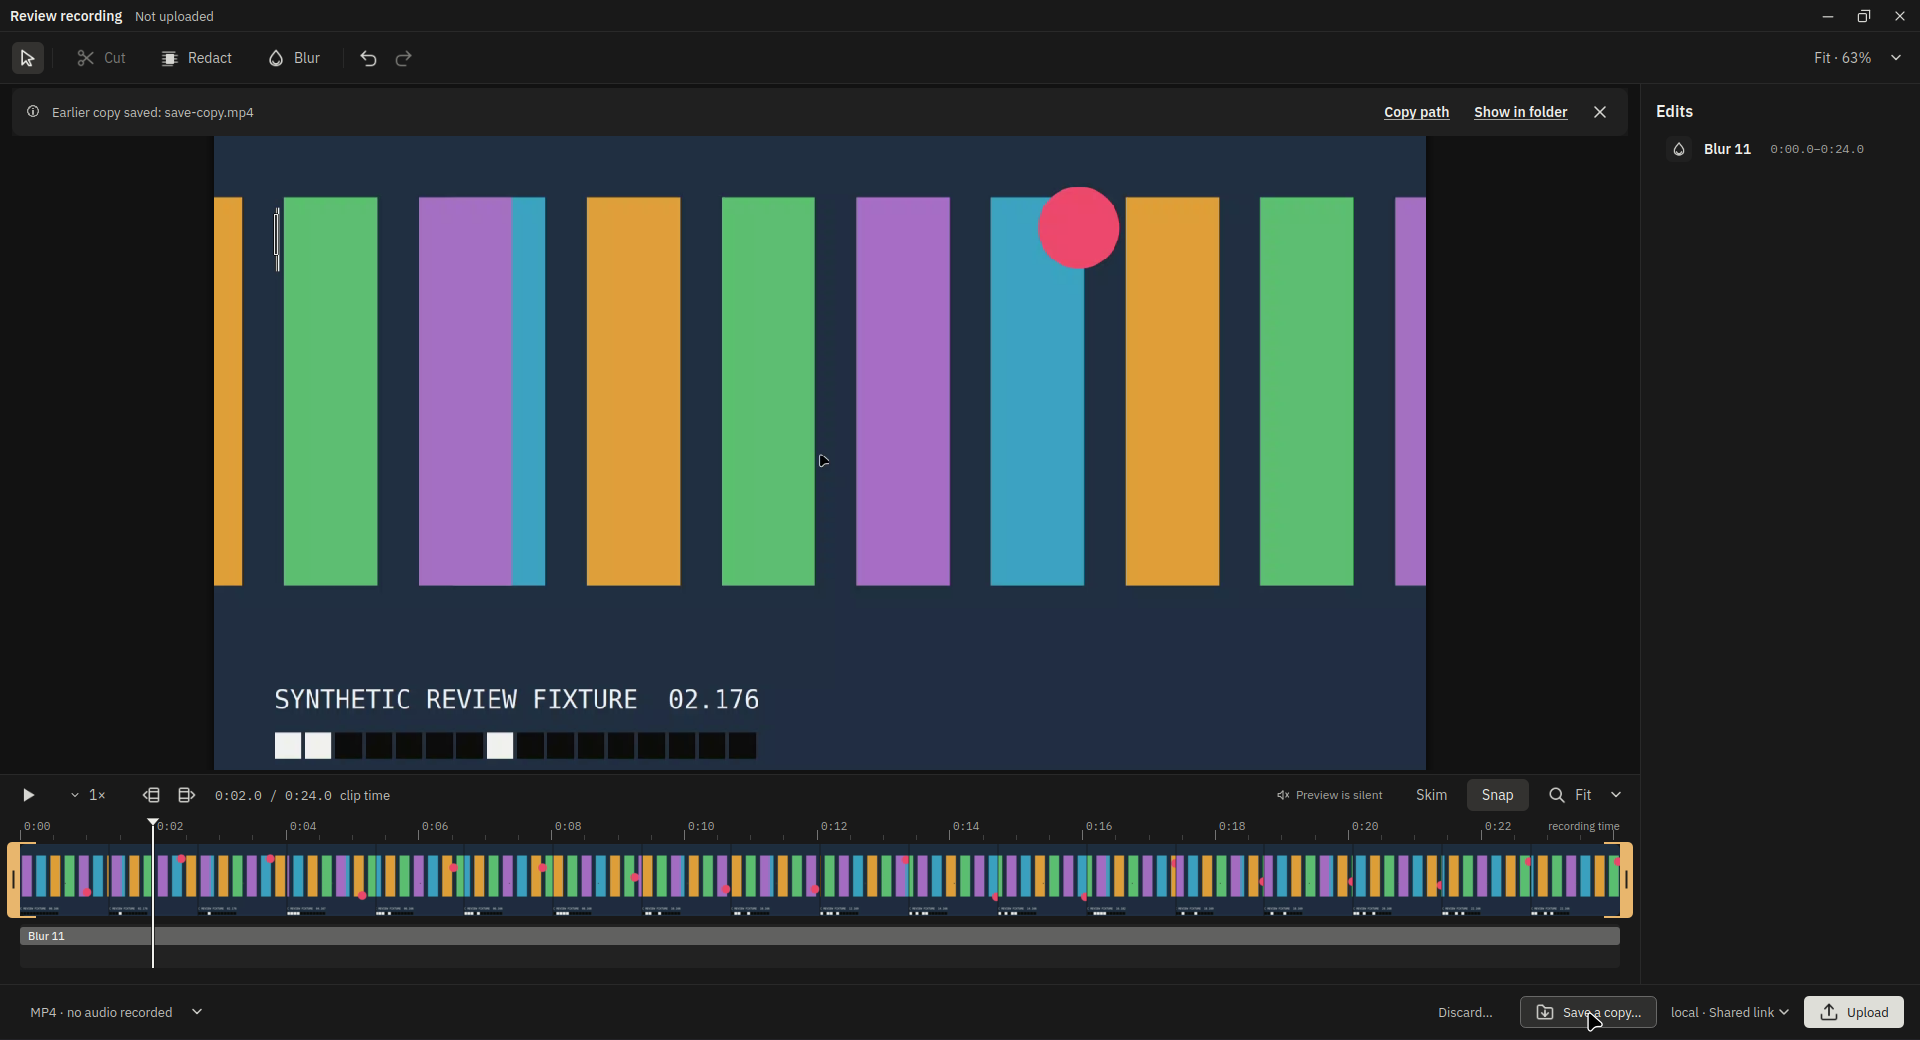 Review recording Not uploaded
Cut Redact Blur Fit · 63%
Earlier copy saved: save-copy.mp4 Copy path Show in folder
Edits
Blur 11 0:00.0–0:24.0
SYNTHETIC REVIEW FIXTURE 02.176
1× 0:02.0 / 0:24.0 clip time Preview is silent Skim Snap Fit
0:00 0:02 0:04 0:06 0:08 0:10 0:12 0:14 0:16 0:18 0:20 0:22 recording time
Blur 11
MP4 · no audio recorded Discard... Save a copy... local · Shared link Upload